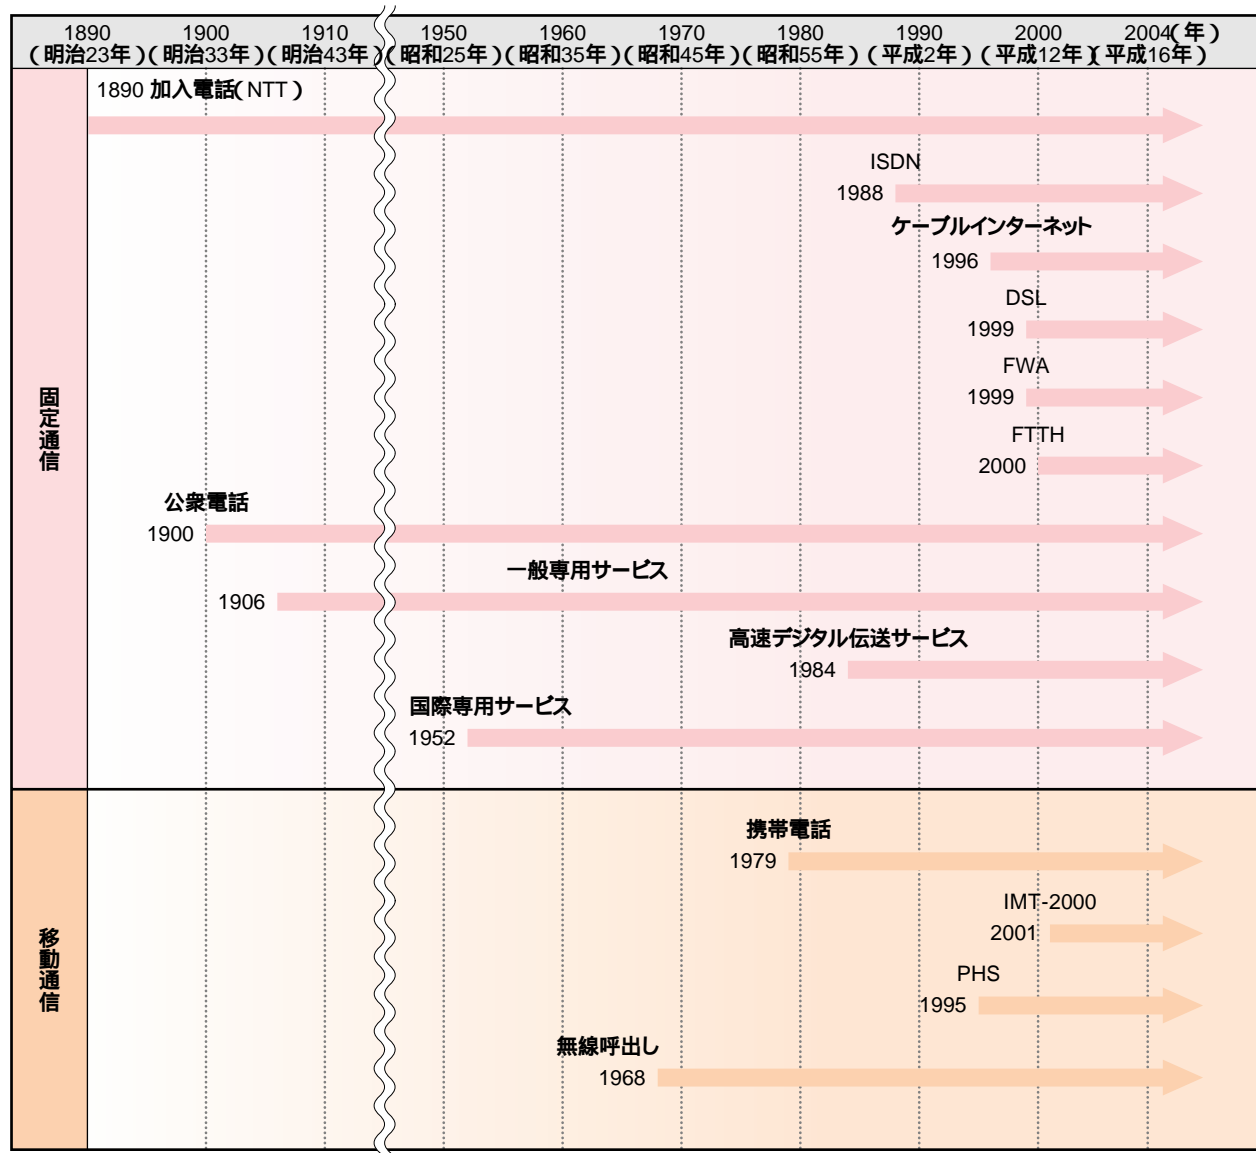 1890 1900 1910 1950 1960 1970 1980 1990 2000 2004(年)
(明治23年)(明治33年)(明治43年)(昭和25年)(昭和35年)(昭和45年)(昭和55年)(平成2年)(平成12年)(平成16年)
固定通信
1890 加入電話(NTT)
ISDN
1988
ケーブルインターネット
1996
DSL
1999
FWA
1999
FTTH
2000
公衆電話
1900
一般専用サービス
1906
高速デジタル伝送サービス
1984
国際専用サービス
1952
移動通信
携帯電話
1979
IMT-2000
2001
PHS
1995
無線呼出し
1968